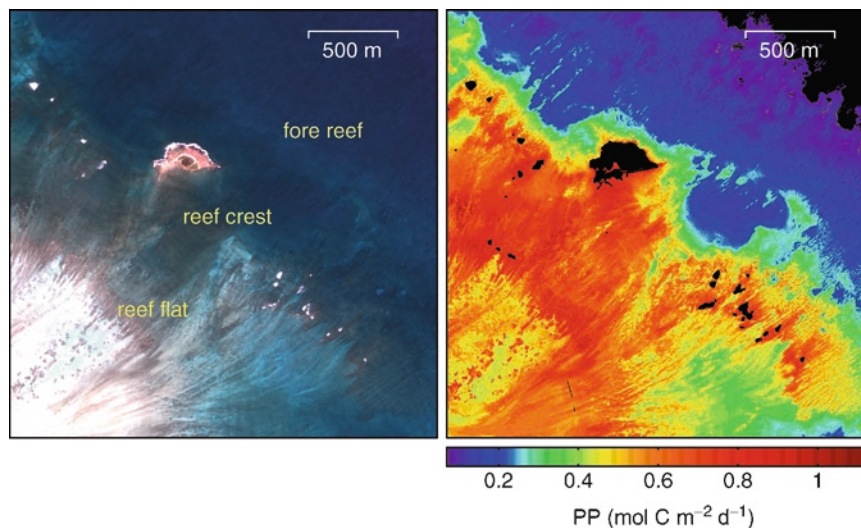 500 m
fore reef
reef crest
reef flat
500 m
0.2 0.4 0.6 0.8 1
PP (mol C m⁻² d⁻¹)